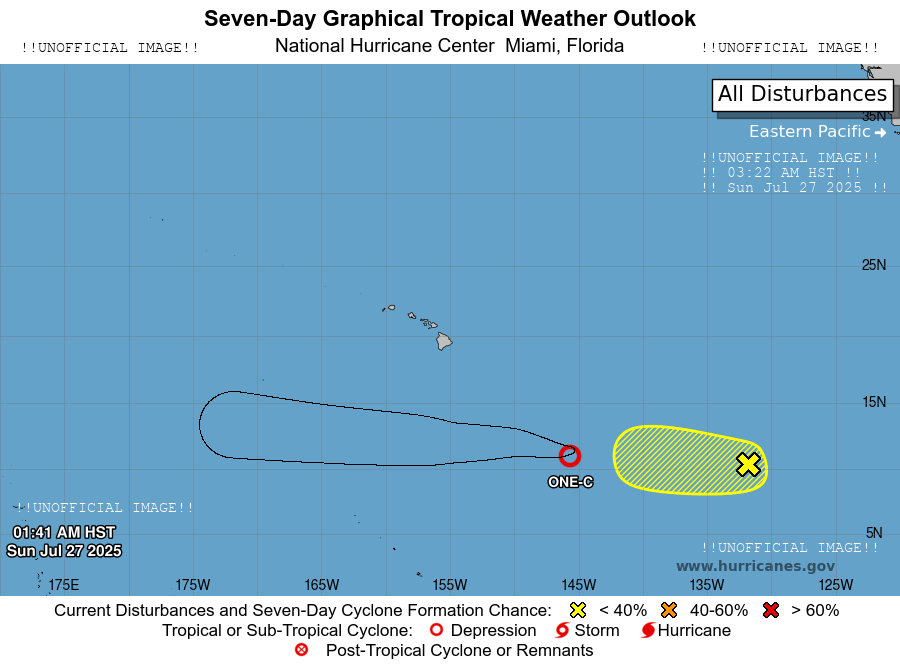 Seven-Day Graphical Tropical Weather Outlook
!!UNOFFICIAL IMAGE!! National Hurricane Center  Miami, Florida !!UNOFFICIAL IMAGE!!
All Disturbances
35N
Eastern Pacific
!!UNOFFICIAL IMAGE!!
!! 03:22 AM HST !!
!! Sun Jul 27 2025 !!
25N
15N
ONE-C
!!UNOFFICIAL IMAGE!!
01:41 AM HST
Sun Jul 27 2025
5N
!!UNOFFICIAL IMAGE!!
www.hurricanes.gov
175E 175W 165W 155W 145W 135W 125W
Current Disturbances and Seven-Day Cyclone Formation Chance: < 40% 40-60% > 60%
Tropical or Sub-Tropical Cyclone: Depression Storm Hurricane
Post-Tropical Cyclone or Remnants